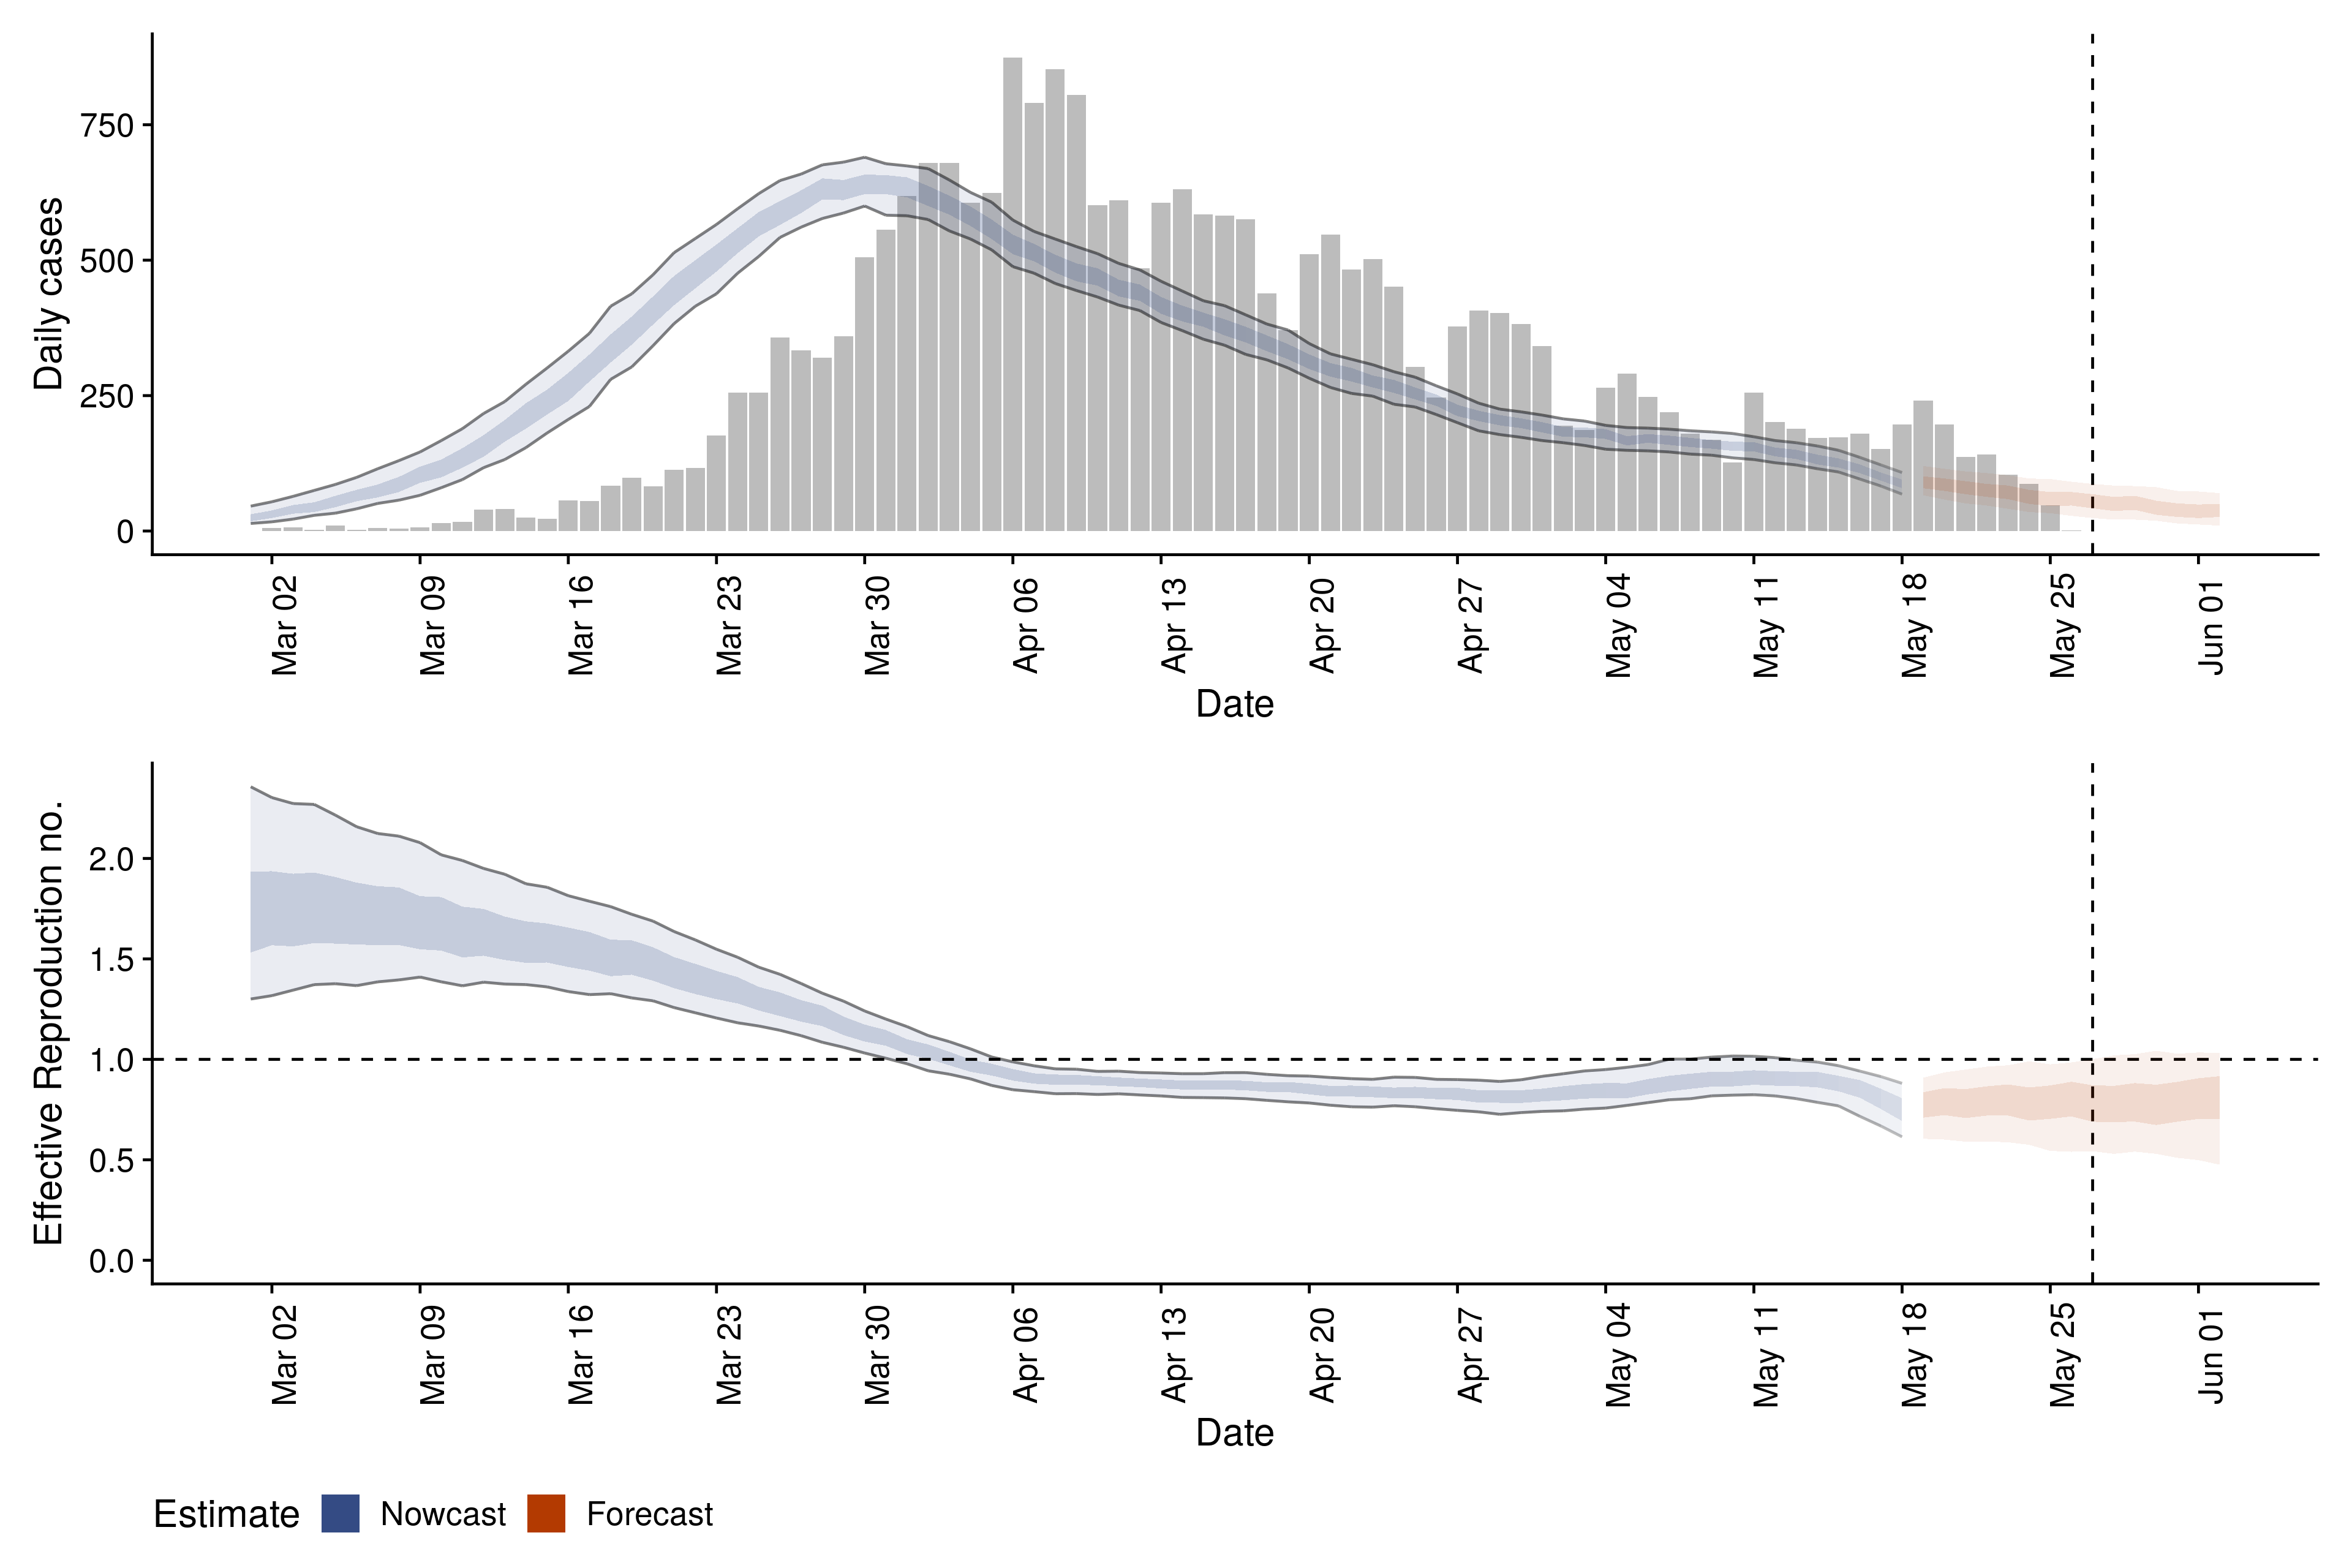 Daily cases
750
500
250
0
Mar 02
Mar 09
Mar 16
Mar 23
Mar 30
Apr 06
Apr 13
Apr 20
Apr 27
May 04
May 11
May 18
May 25
Jun 01
Date
Effective Reproduction no.
2.0
1.5
1.0
0.5
0.0
Mar 02
Mar 09
Mar 16
Mar 23
Mar 30
Apr 06
Apr 13
Apr 20
Apr 27
May 04
May 11
May 18
May 25
Jun 01
Date
Estimate Nowcast Forecast